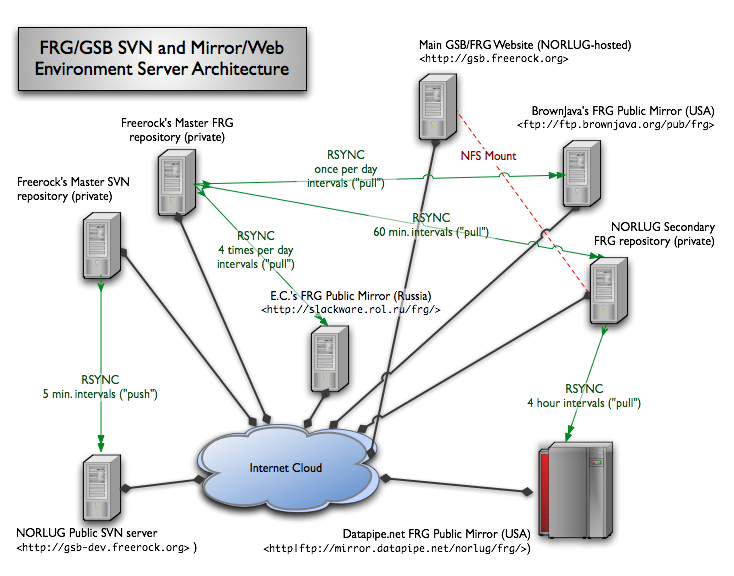 FRG/GSB SVN and Mirror/Web
Environment Server Architecture
Main GSB/FRG Website (NORLUG-hosted)
<http://gsb.freerock.org>
Freerock's Master FRG
repository (private)
BrownJava's FRG Public Mirror (USA)
<ftp://ftp.brownjava.org/pub/frg>
RSYNC
once per day
intervals ("pull")
NFS Mount
Freerock's Master SVN
repository (private)
RSYNC
60 min. intervals ("pull")
NORLUG Secondary
FRG repository (private)
RSYNC
4 times per day
intervals ("pull")
E.C.'s FRG Public Mirror (Russia)
<http://slackware.rol.ru/frg/>
RSYNC
5 min. intervals ("push")
RSYNC
4 hour intervals ("pull")
Internet Cloud
NORLUG Public SVN server
<http://gsb-dev.freerock.org> )
Datapipe.net FRG Public Mirror (USA)
<http|ftp://mirror.datapipe.net/norlug/frg/>)